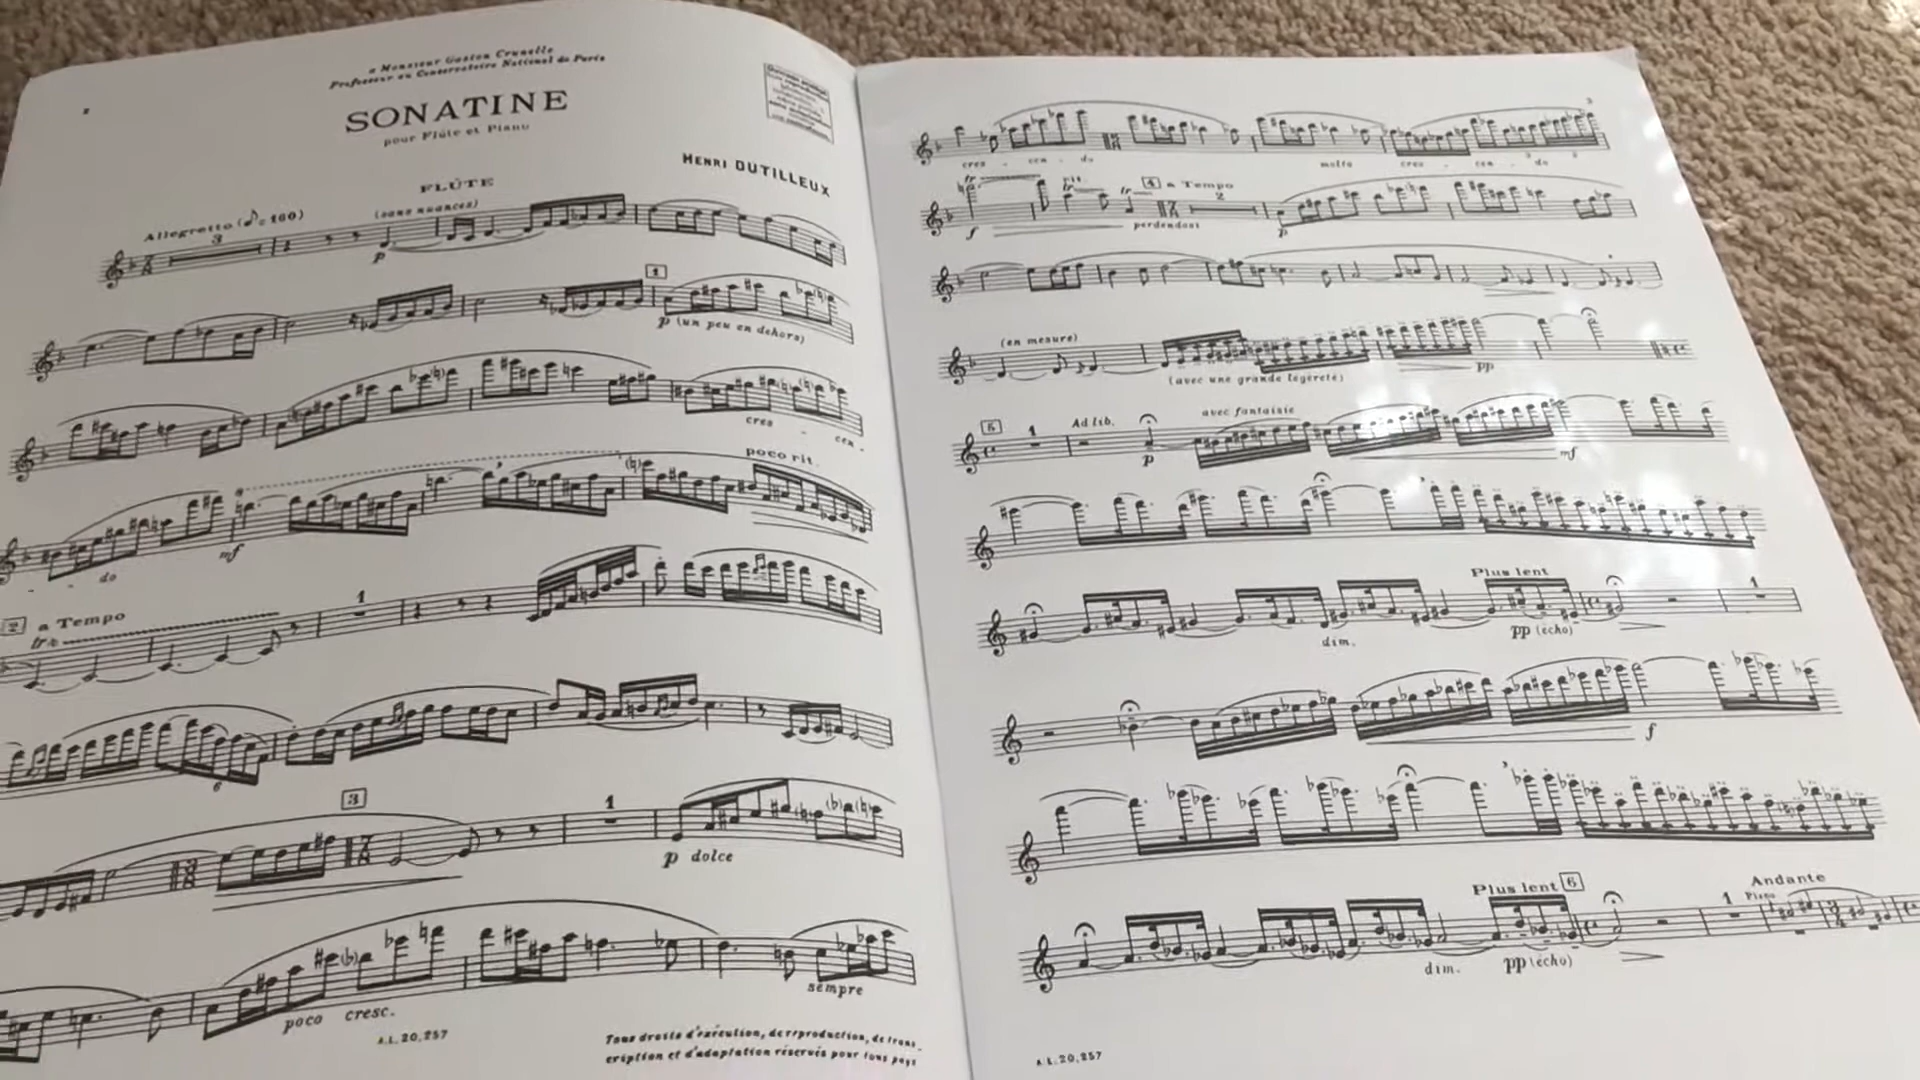 a Monsieur Gaston Crunelle
Professeur au Conservatoire National de Paris
SONATINE
pour Flûte et Piano
HENRI DUTILLEUX
FLÛTE
Allegretto (♪=160)
(sans nuances)
3
p
1
p (un peu en dehors)
cres - cen -
poco rit.
- - do
mf
2 a Tempo
tr
1
6
3
1
p dolce
sempre
poco cresc.
A.L. 20,257
Tous droits d'exécution, de reproduction, de trans
cription et d'adaptation réservés pour tous pays
3
cres - cen - do
molto cres - cen - do
tr
rit.
tr
tr
4 a Tempo
2
f
perdendosi
p
(en mesure)
(avec une grande légèreté)
pp
5
1
Ad lib.
avec fantaisie
p
mf
Plus lent
1
dim.
pp (écho)
f
Plus lent 6
Andante
1
Piano
dim.
pp (écho)
A.L. 20,257